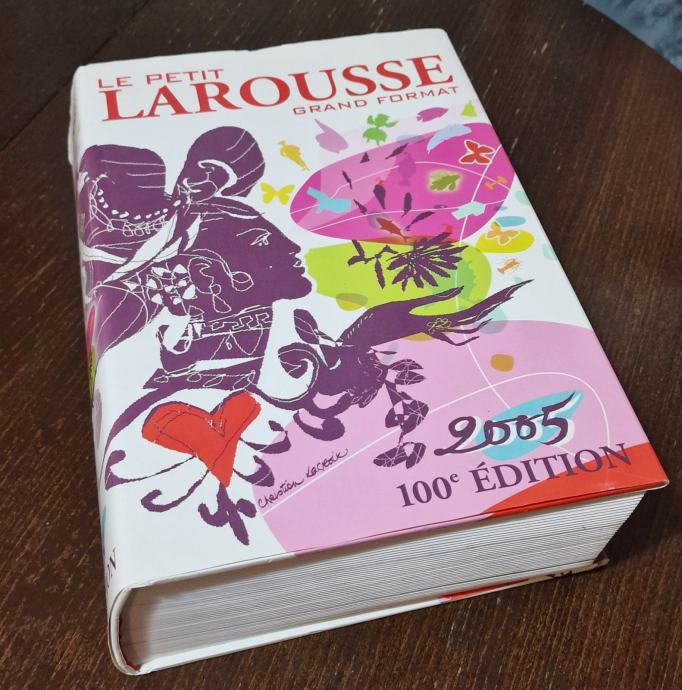 LE PETIT
LAROUSSE
GRAND FORMAT
Christian Lacroix
2005
100e ÉDITION